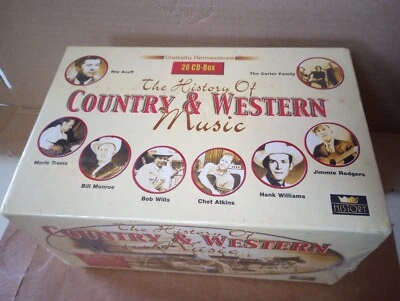 Digitally Remastered
20 CD-Box
Roy Acuff
The Carter Family
The History Of
COUNTRY & WESTERN
Music
Merle Travis
Bill Monroe
Bob Wills
Chet Atkins
Hank Williams
Jimmie Rodgers
HISTORY
The History Of
COUNTRY & WESTERN
Music